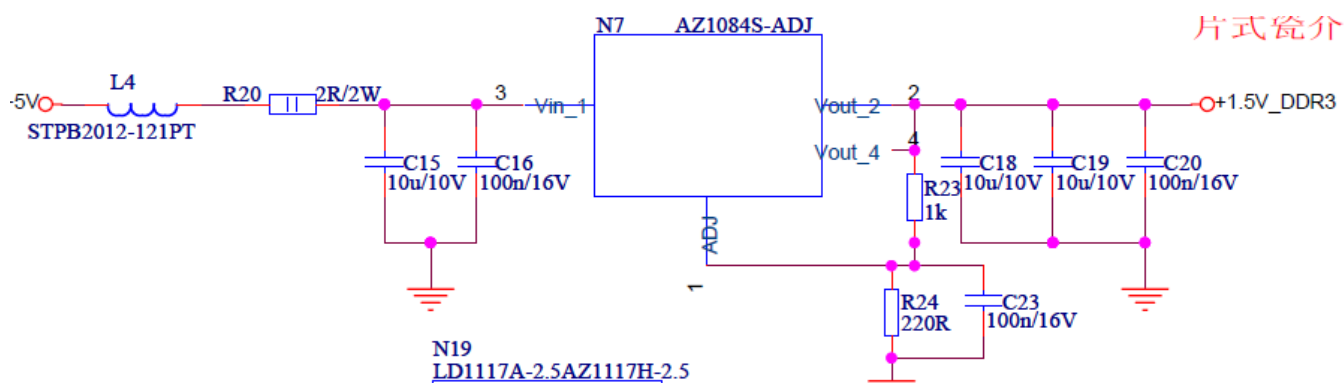 N7
AZ1084S-ADJ
片式瓷介
L4
R20
2R/2W
3
Vin_1
Vout_2
2
+1.5V_DDR3
-5V
STPB2012-121PT
Vout_4
4
C15
10u/10V
C16
100n/16V
C18
10u/10V
C19
10u/10V
C20
100n/16V
R23
1k
ADJ
1
R24
220R
C23
100n/16V
N19
LD1117A-2.5AZ1117H-2.5